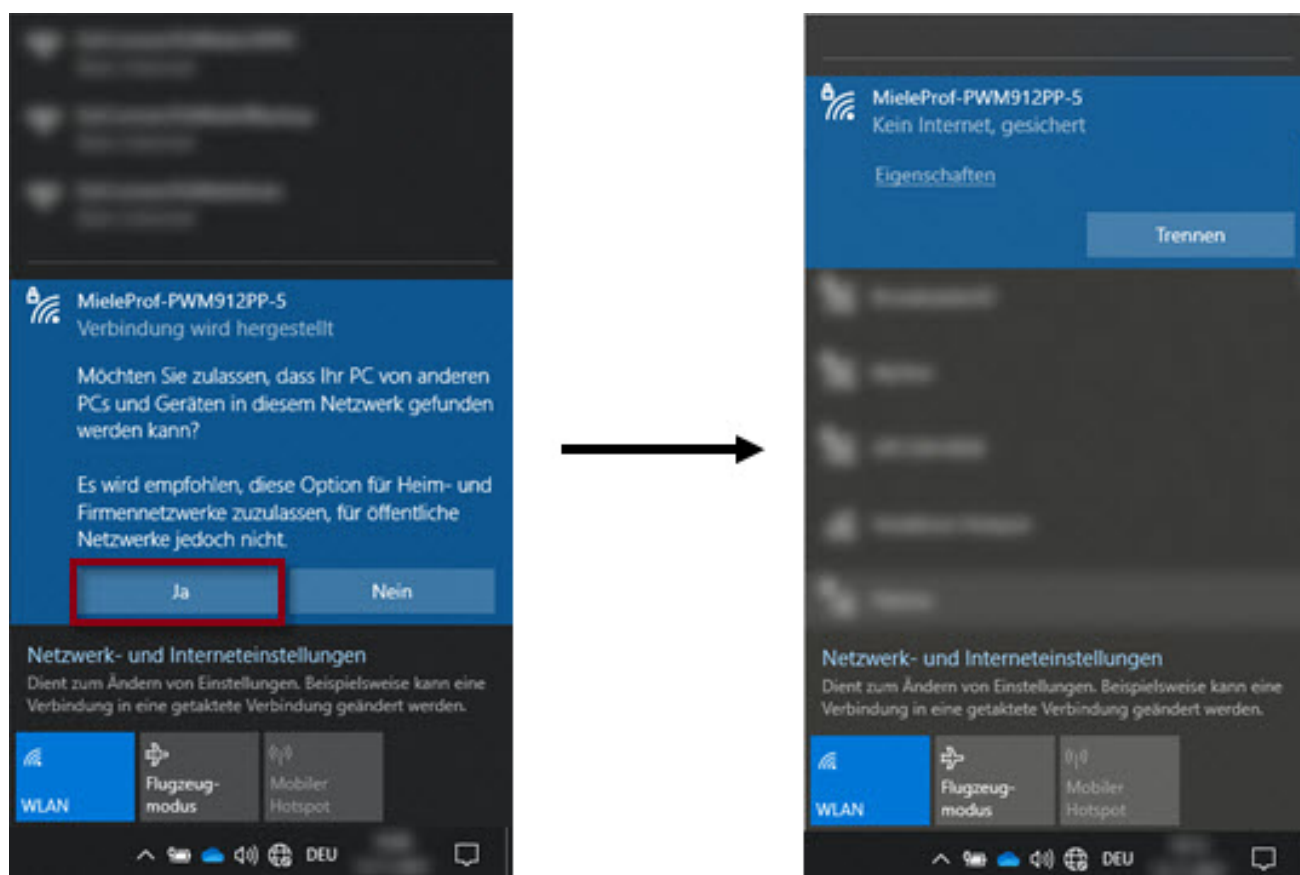 MieleProf-PWM912PP-5
Verbindung wird hergestellt
Möchten Sie zulassen, dass Ihr PC von anderen
PCs und Geräten in diesem Netzwerk gefunden
werden kann?
Es wird empfohlen, diese Option für Heim- und
Firmennetzwerke zuzulassen, für öffentliche
Netzwerke jedoch nicht.
Ja
Nein
Netzwerk- und Interneteinstellungen
Dient zum Ändern von Einstellungen. Beispielsweise kann eine
Verbindung in eine getaktete Verbindung geändert werden.
WLAN
Flugzeug-
modus
Mobiler
Hotspot
DEU
MieleProf-PWM912PP-5
Kein Internet, gesichert
Eigenschaften
Trennen
Netzwerk- und Interneteinstellungen
Dient zum Ändern von Einstellungen. Beispielsweise kann eine
Verbindung in eine getaktete Verbindung geändert werden.
WLAN
Flugzeug-
modus
Mobiler
Hotspot
DEU